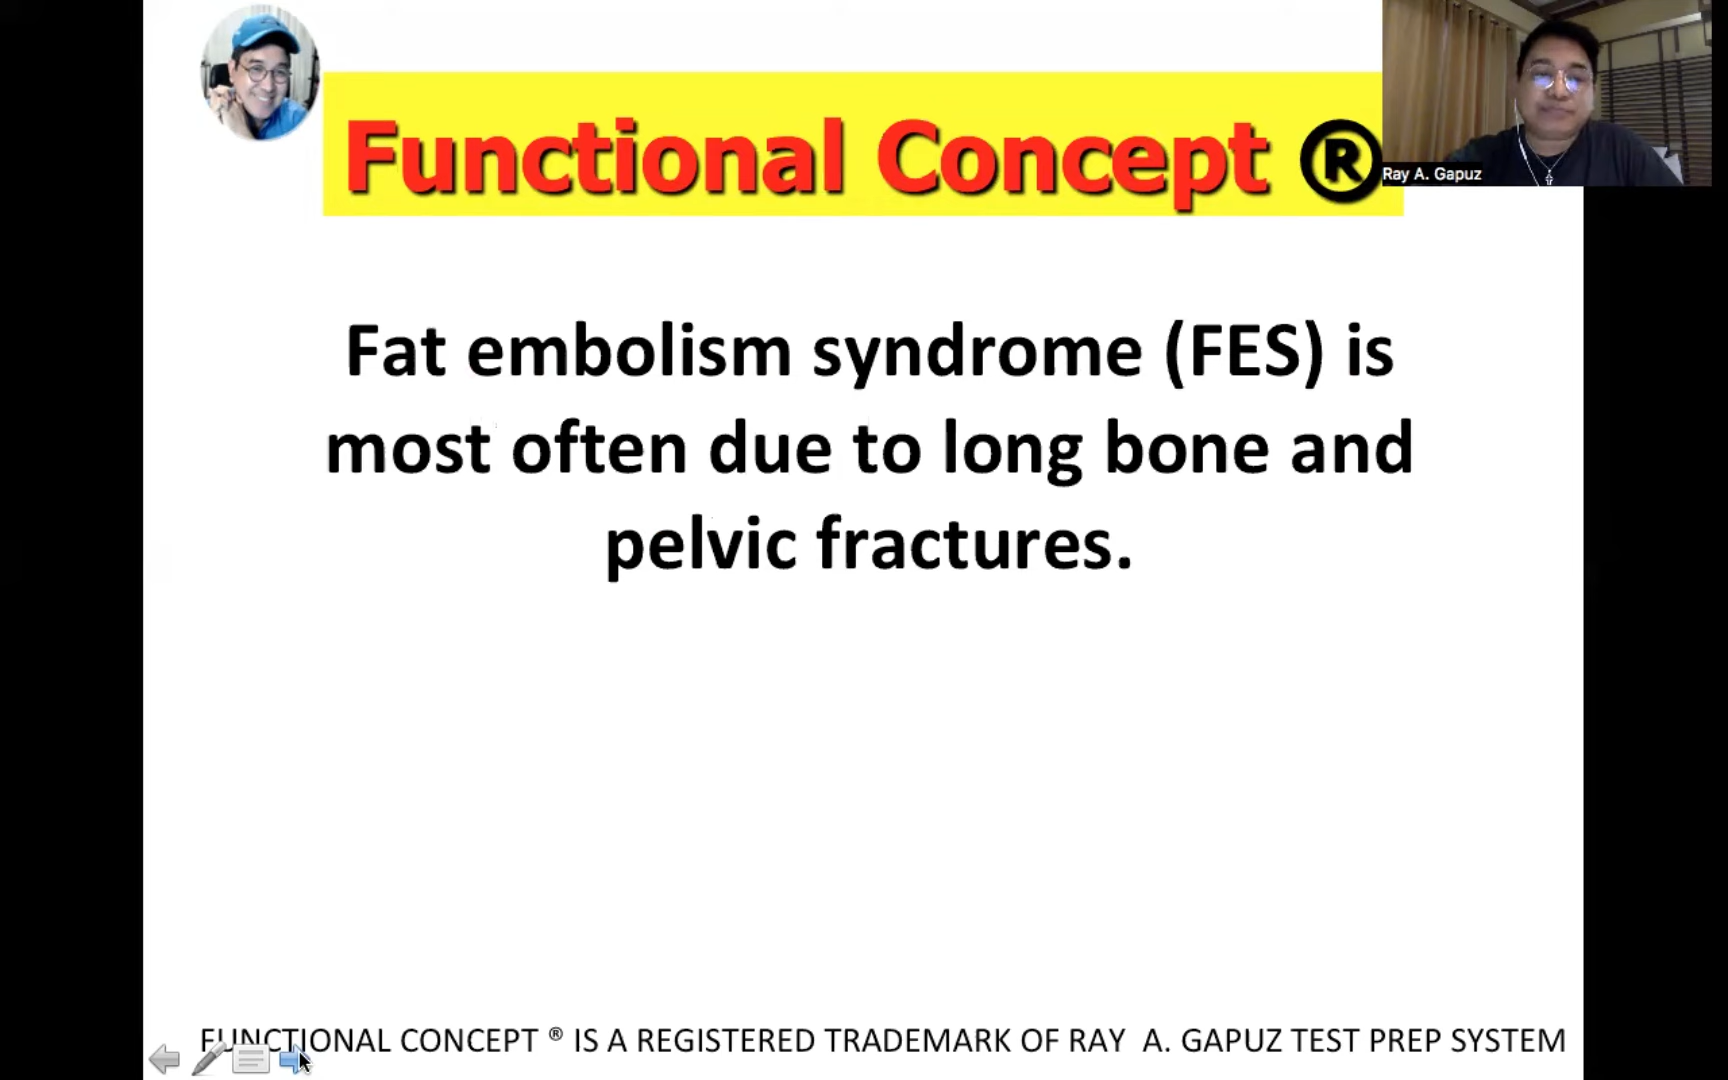 Functional Concept ®
Ray A. Gapuz
Fat embolism syndrome (FES) is
most often due to long bone and
pelvic fractures.
FUNCTIONAL CONCEPT ® IS A REGISTERED TRADEMARK OF RAY A. GAPUZ TEST PREP SYSTEM